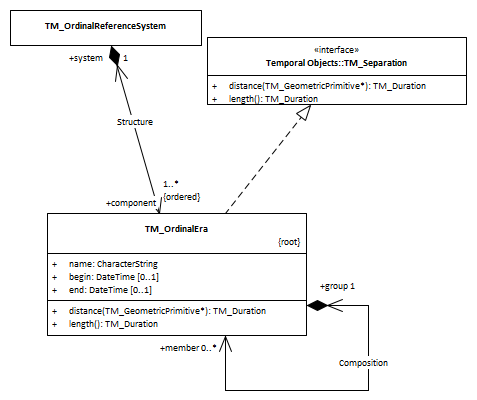 TM_OrdinalReferenceSystem
+system 1
«interface»
Temporal Objects::TM_Separation
+ distance(TM_GeometricPrimitive*): TM_Duration
+ length(): TM_Duration
Structure
1..*
{ordered}
+component
TM_OrdinalEra
{root}
+ name: CharacterString
+ begin: DateTime [0..1]
+ end: DateTime [0..1]
+ distance(TM_GeometricPrimitive*): TM_Duration
+ length(): TM_Duration
+group 1
+member 0..*
Composition